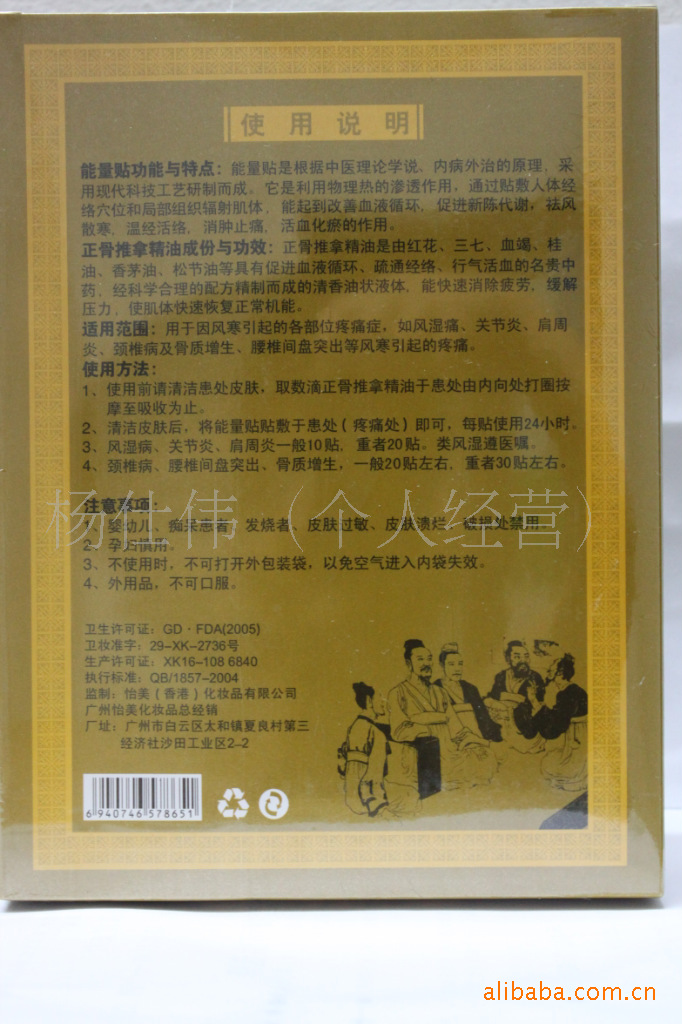 使用说明
能量贴功能与特点：能量贴是根据中医理论学说、内病外治的原理，采
用现代科技工艺研制而成。它是利用物理热的渗透作用，通过贴敷人体经
络穴位和局部组织辐射肌体，能起到改善血液循环，促进新陈代谢，祛风
散寒，温经活络，消肿止痛，活血化瘀的作用。
正骨推拿精油成份与功效：正骨推拿精油是由红花、三七、血竭、桂
油、香茅油、松节油等具有促进血液循环、疏通经络、行气活血的名贵中
药，经科学合理的配方精制而成的清香油状液体，能快速消除疲劳，缓解
压力，使肌体快速恢复正常机能。
适用范围：用于因风寒引起的各部位疼痛症，如风湿痛、关节炎、肩周
炎、颈椎病及骨质增生、腰椎间盘突出等风寒引起的疼痛。
使用方法：
1、使用前请清洁患处皮肤，取数滴正骨推拿精油于患处由内向处打圈按
摩至吸收为止。
2、清洁皮肤后，将能量贴贴敷于患处（疼痛处）即可，每贴使用24小时。
3、风湿病、关节炎、肩周炎一般10贴，重者20贴。类风湿遵医嘱。
4、颈椎病、腰椎间盘突出、骨质增生，一般20贴左右，重者30贴左右。
注意事项：
杨仕伟（个人经营）
1、婴幼儿、痴呆患者、发烧者、皮肤过敏、皮肤溃烂、破损处禁用。
2、孕妇慎用。
3、不使用时，不可打开外包装袋，以免空气进入内袋失效。
4、外用品，不可口服。
卫生许可证：GD·FDA(2005)
卫妆准字：29-XK-2736号
生产许可证：XK16-108 6840
执行标准：QB/1857-2004
监制：怡美（香港）化妆品有限公司
广州怡美化妆品总经销
厂址：广州市白云区太和镇夏良村第三
经济社沙田工业区2-2
6 940746 578651
alibaba.com.cn